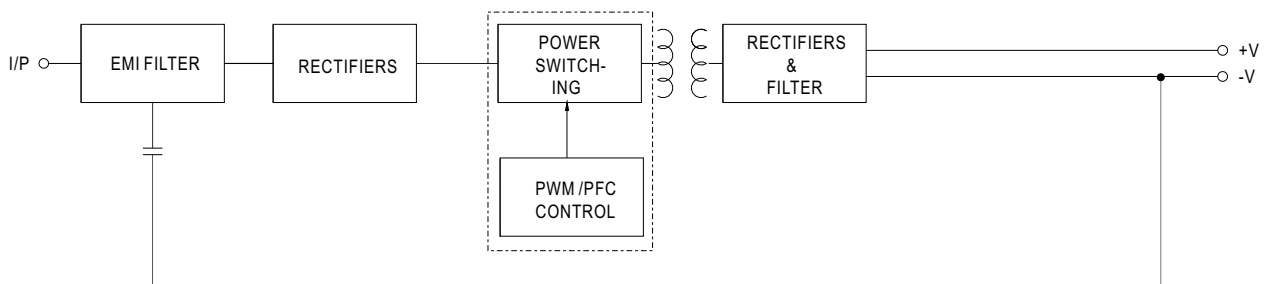 I/P
EMI FILTER
RECTIFIERS
POWER
SWITCH-
ING
RECTIFIERS
&
FILTER
+V
-V
PWM /PFC
CONTROL